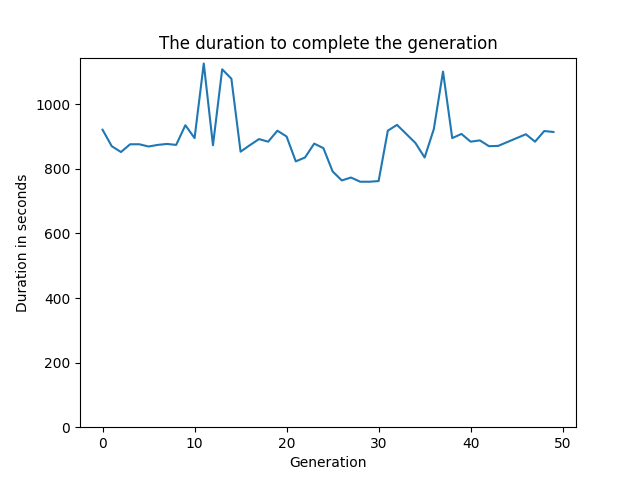 The duration to complete the generation
1000
800
600
400
200
0
Duration in seconds
0 10 20 30 40 50
Generation